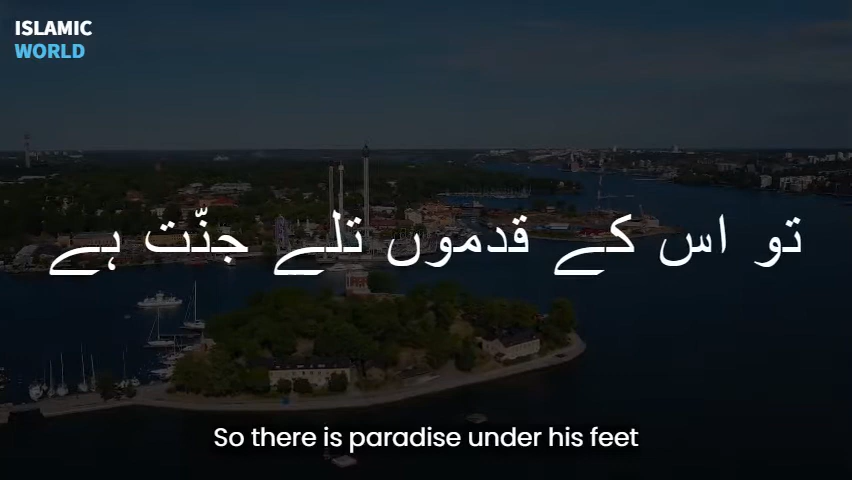 ISLAMIC
WORLD
تو اس کے قدموں تلے جنّت ہے
So there is paradise under his feet